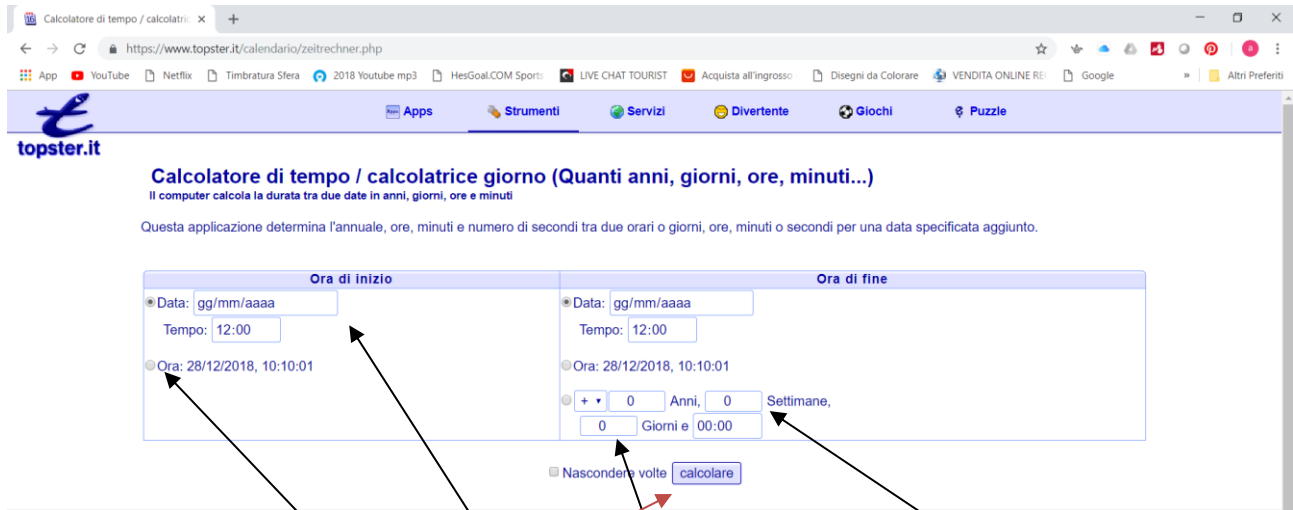 Calcolatore di tempo / calcolatric
https://www.topster.it/calendario/zeitrechner.php
App YouTube Netflix Timbratura Sfera 2018 Youtube mp3 HesGoal.COM Sports LIVE CHAT TOURIST Acquista all'ingrosso Disegni da Colorare VENDITA ONLINE RE Google » Altri Preferiti
Apps Strumenti Servizi Divertente Giochi Puzzle
topster.it
Calcolatore di tempo / calcolatrice giorno (Quanti anni, giorni, ore, minuti...)
Il computer calcola la durata tra due date in anni, giorni, ore e minuti
Questa applicazione determina l'annuale, ore, minuti e numero di secondi tra due orari o giorni, ore, minuti o secondi per una data specificata aggiunto.
Ora di inizio Ora di fine
Data: gg/mm/aaaa Data: gg/mm/aaaa
Tempo: 12:00 Tempo: 12:00
Ora: 28/12/2018, 10:10:01 Ora: 28/12/2018, 10:10:01
+ 0 Anni, 0 Settimane,
0 Giorni e 00:00
Nascondere volte calcolare